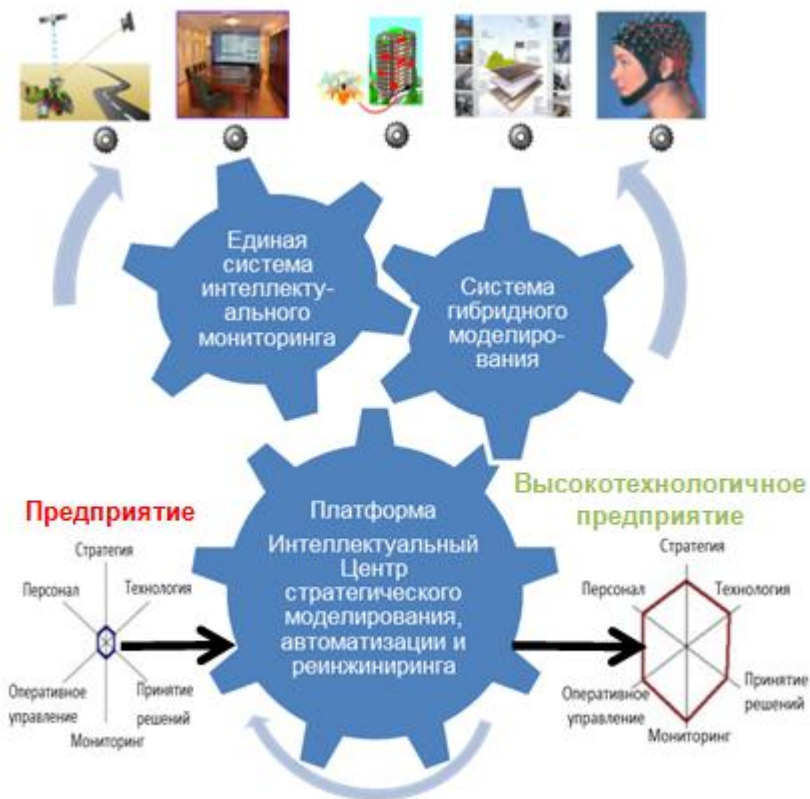 Единая
система
интеллекту-
ального
мониторинга
Система
гибридного
моделиро-
вания
Предприятие
Стратегия
Персонал
Технология
Оперативное
управление
Принятие
решений
Мониторинг
Платформа
Интеллектуальный
Центр
стратегического
моделирования,
автоматизации и
реинжиниринга
Высокотехнологичное
предприятие
Стратегия
Персонал
Технология
Оперативное
управление
Принятие
решений
Мониторинг